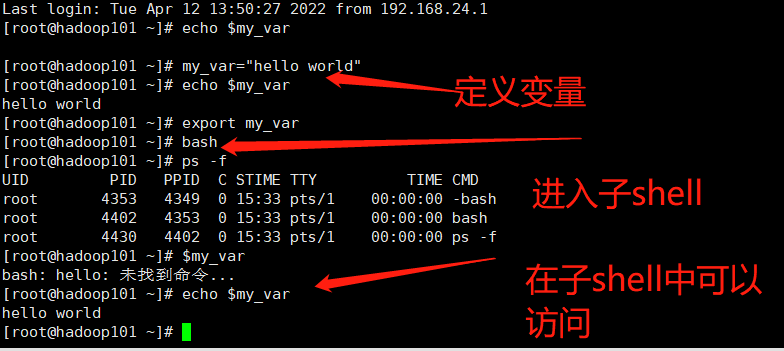 Last login: Tue Apr 12 13:50:27 2022 from 192.168.24.1
[root@hadoop101 ~]# echo $my_var
[root@hadoop101 ~]# my_var="hello world"
[root@hadoop101 ~]# echo $my_var
定义变量
hello world
[root@hadoop101 ~]# export my_var
[root@hadoop101 ~]# bash
[root@hadoop101 ~]# ps -f
UID        PID   PPID  C STIME TTY          TIME CMD
root      4353   4349  0 15:33 pts/1    00:00:00 -bash
进入子shell
root      4402   4353  0 15:33 pts/1    00:00:00 bash
root      4430   4402  0 15:33 pts/1    00:00:00 ps -f
[root@hadoop101 ~]# $my_var
bash: hello: 未找到命令...
在子shell中可以
访问
[root@hadoop101 ~]# echo $my_var
hello world
[root@hadoop101 ~]#